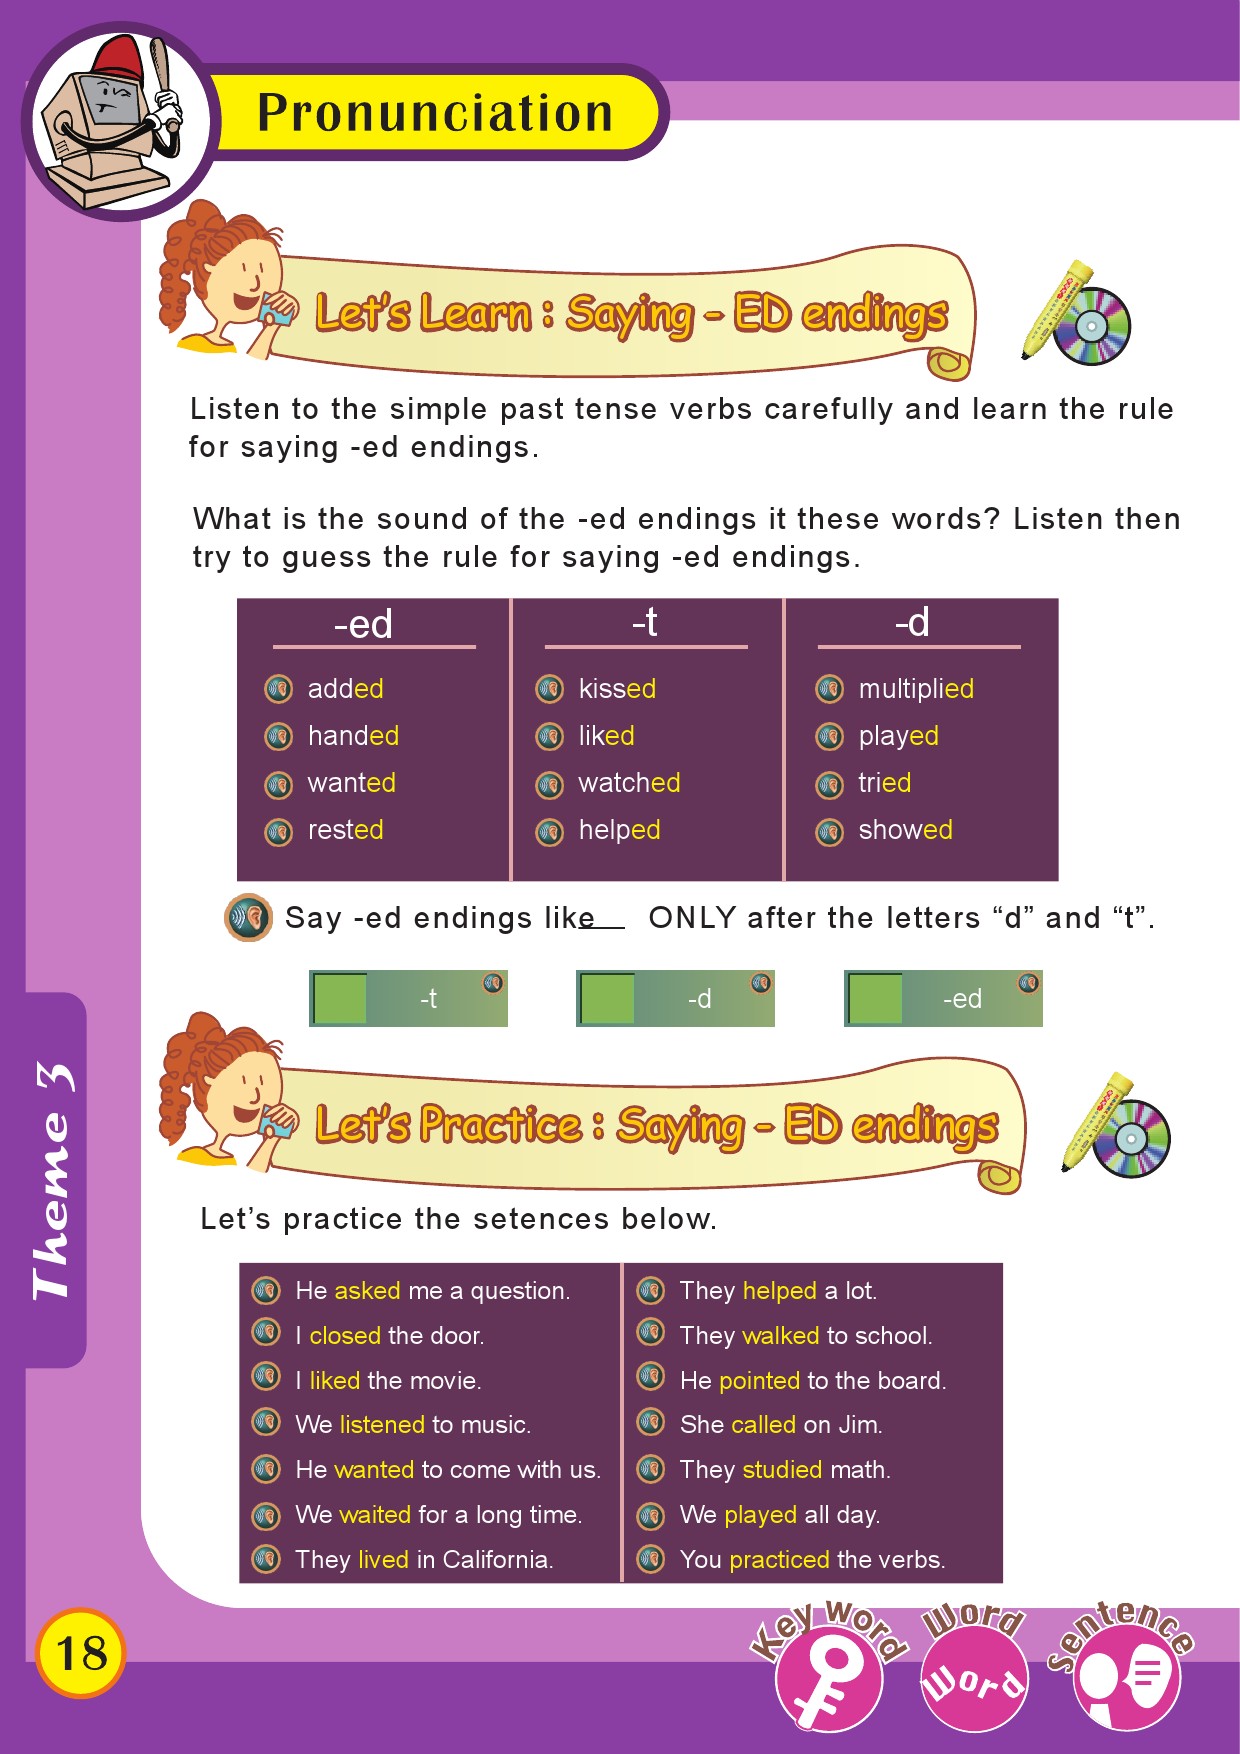 Pronunciation
Let's Learn : Saying - ED endings
Listen to the simple past tense verbs carefully and learn the rule
for saying -ed endings.
What is the sound of the -ed endings it these words? Listen then
try to guess the rule for saying -ed endings.
-ed
added
handed
wanted
rested
-t
kissed
liked
watched
helped
-d
multiplied
played
tried
showed
Say -ed endings like__ ONLY after the letters “d” and “t”.
-t -d -ed
Let's Practice : Saying - ED endings
Let’s practice the setences below.
He asked me a question.
I closed the door.
I liked the movie.
We listened to music.
He wanted to come with us.
We waited for a long time.
They lived in California.
They helped a lot.
They walked to school.
He pointed to the board.
She called on Jim.
They studied math.
We played all day.
You practiced the verbs.
Theme 3
18
Key Word
Word
Word
Sentence